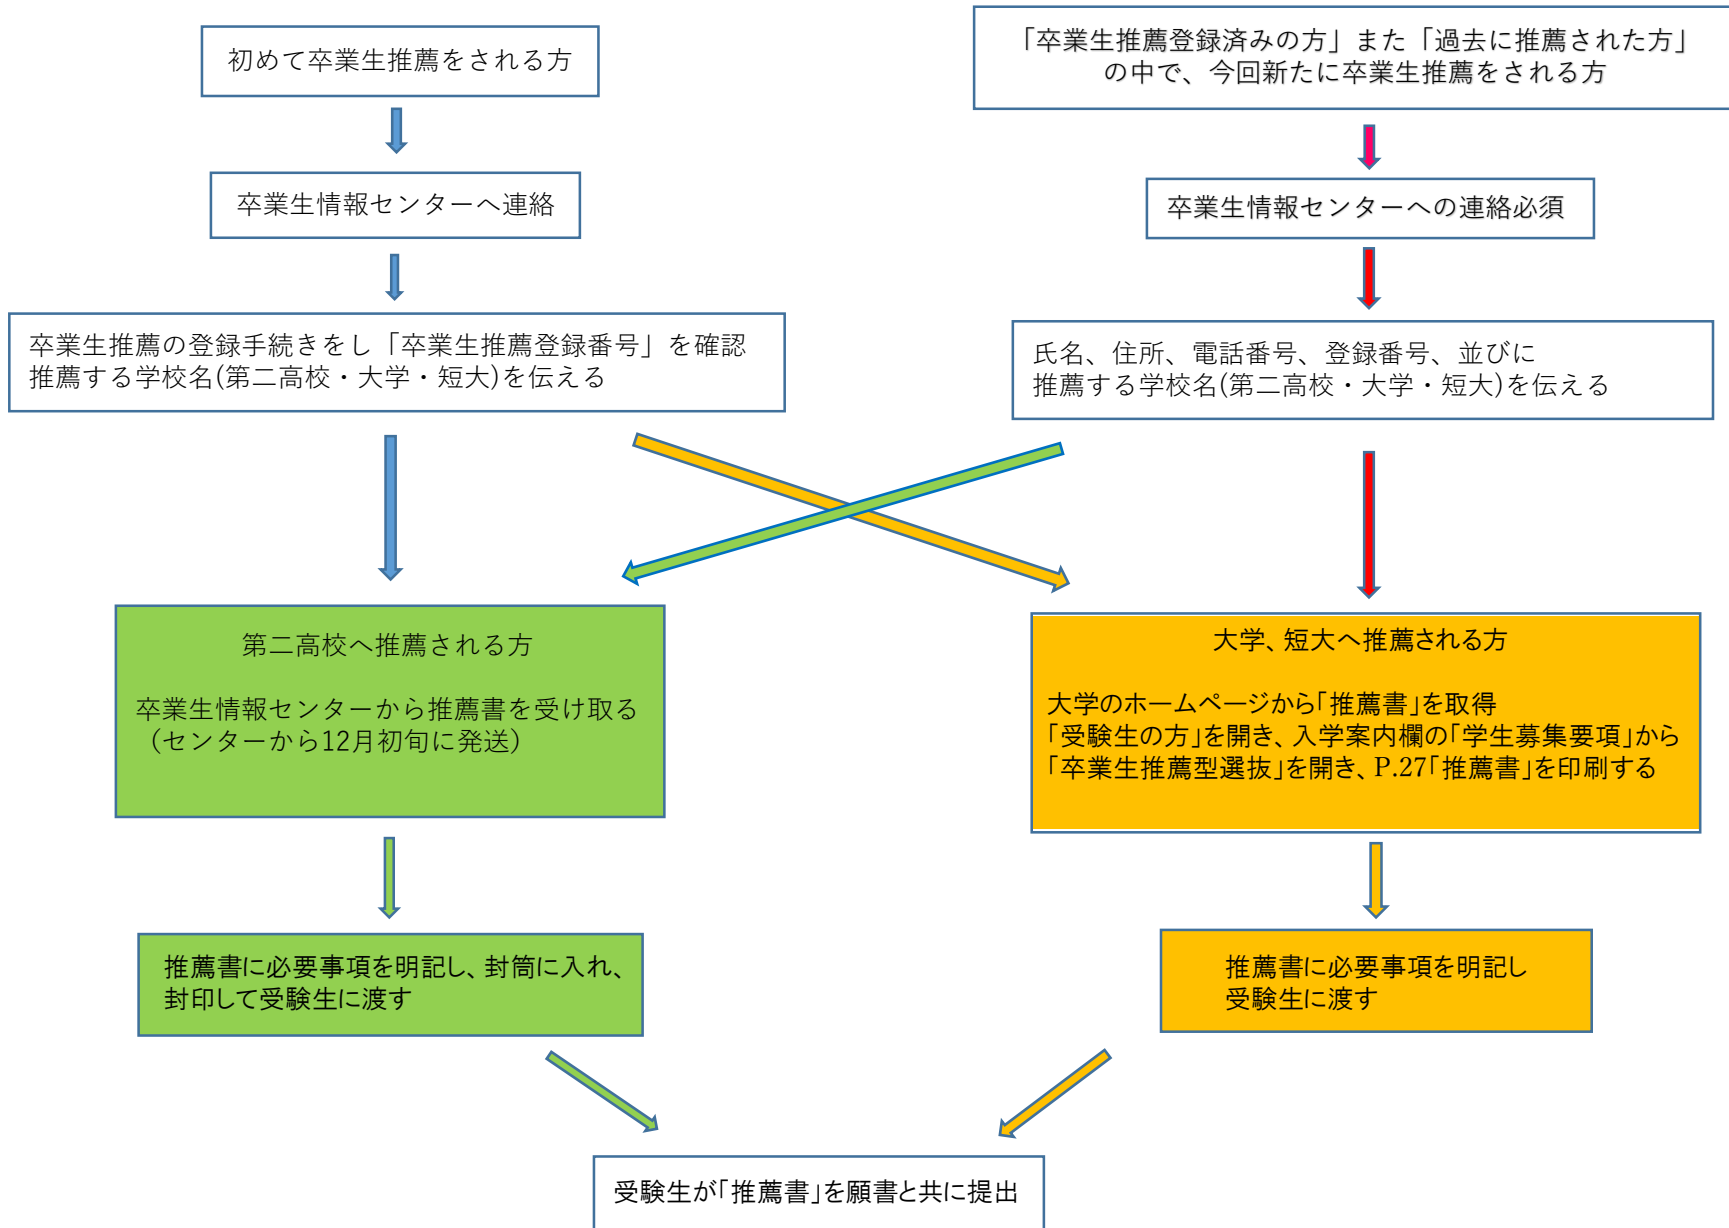 初めて卒業生推薦をされる方
「卒業生推薦登録済みの方」また「過去に推薦された方」
の中で、今回新たに卒業生推薦をされる方
卒業生情報センターへ連絡
卒業生情報センターへの連絡必須
卒業生推薦の登録手続きをし「卒業生推薦登録番号」を確認
推薦する学校名(第二高校・大学・短大)を伝える
氏名、住所、電話番号、登録番号、並びに
推薦する学校名(第二高校・大学・短大)を伝える
第二高校へ推薦される方
卒業生情報センターから推薦書を受け取る
（センターから12月初旬に発送）
大学、短大へ推薦される方
大学のホームページから「推薦書」を取得
「受験生の方」を開き、入学案内欄の「学生募集要項」から
「卒業生推薦型選抜」を開き、P.27「推薦書」を印刷する
推薦書に必要事項を明記し、封筒に入れ、
封印して受験生に渡す
推薦書に必要事項を明記し
受験生に渡す
受験生が「推薦書」を願書と共に提出